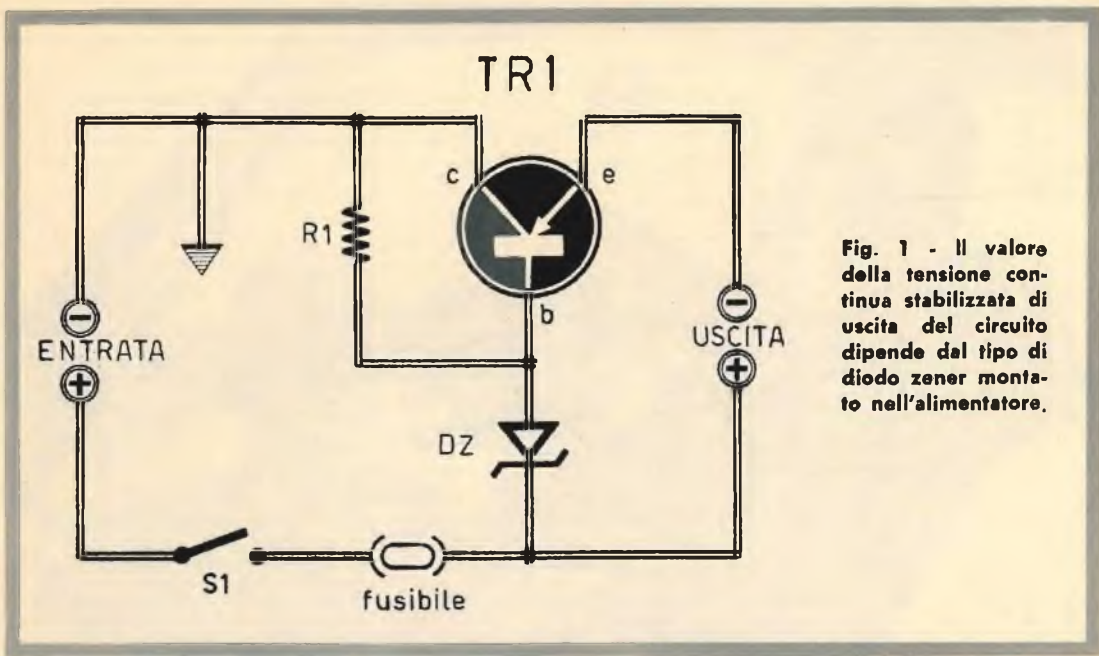 TR1
c
e
R1
b
ENTRATA
USCITA
DZ
S1
fusibile
Fig. 1 - Il valore
della tensione con-
tinua stabilizzata di
uscita del circuito
dipende dal tipo di
diodo zener monta-
to nell'alimentatore.